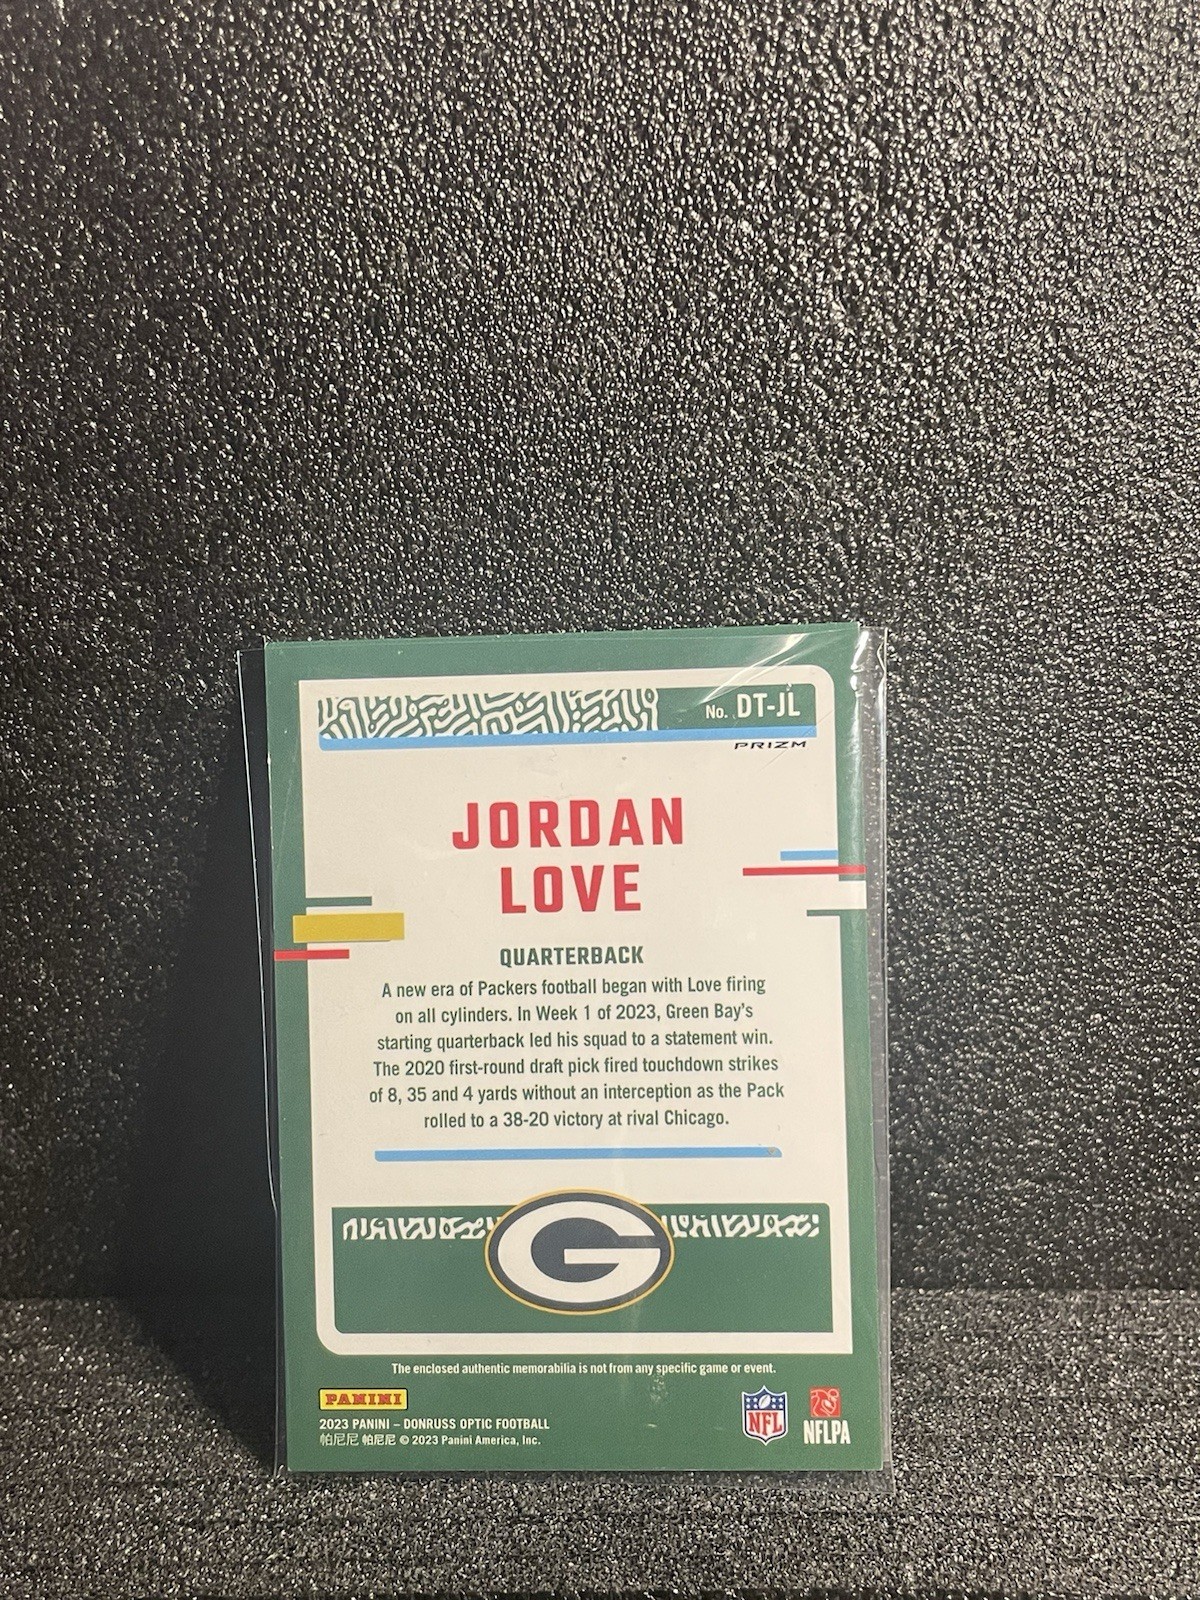 No. DT-JL
PRIZM
JORDAN
LOVE
QUARTERBACK
A new era of Packers football began with Love firing
on all cylinders. In Week 1 of 2023, Green Bay's
starting quarterback led his squad to a statement win.
The 2020 first-round draft pick fired touchdown strikes
of 8, 35 and 4 yards without an interception as the Pack
rolled to a 38-20 victory at rival Chicago.
G
The enclosed authentic memorabilia is not from any specific game or event.
PANINI
2023 PANINI – DONRUSS OPTIC FOOTBALL
帕尼尼 帕尼尼 © 2023 Panini America, Inc.
NFL
NFLPA